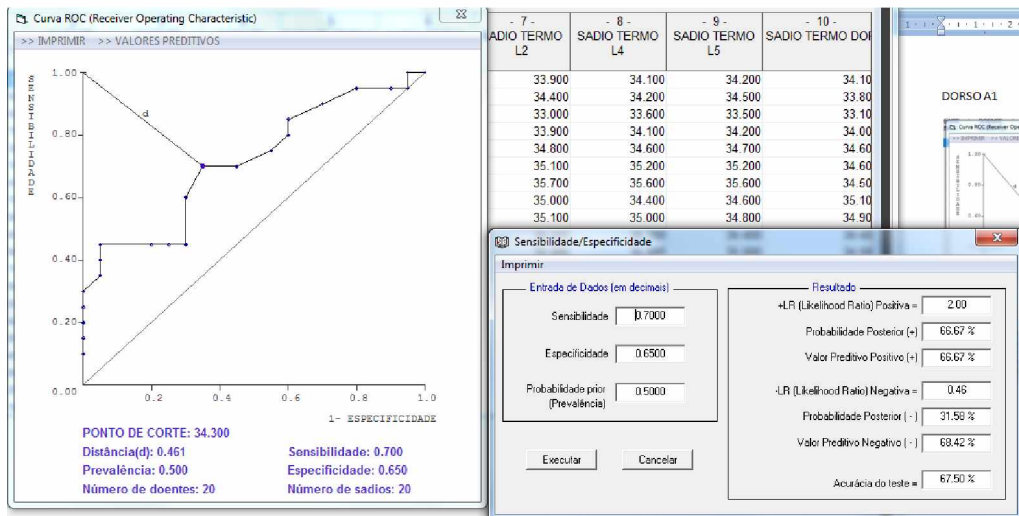 Curva ROC (Receiver Operating Characteristic)
>> IMPRIMIR >> VALORES PREDITIVOS
SENSIBILIDADE
1.00
0.80
0.60
0.40
0.20
0.00
d
0.2 0.4 0.6 0.8 1.0
1- ESPECIFICIDADE
PONTO DE CORTE: 34.300
Distância(d): 0.461 Sensibilidade: 0.700
Prevalência: 0.500 Especificidade: 0.650
Número de doentes: 20 Número de sadios: 20
- 7 - - 8 - - 9 - - 10 -
ADIO TERMO SADIO TERMO SADIO TERMO SADIO TERMO DOR
L2 L4 L5
33.900 34.100 34.200 34.10
34.400 34.200 34.500 33.80
33.000 33.600 33.500 33.10
33.900 34.100 34.200 34.00
34.800 34.600 34.700 34.60
35.100 35.200 35.200 34.60
35.700 35.600 35.600 34.50
35.000 34.400 34.600 35.10
35.100 35.000 34.800 34.90
DORSO A1
Sensibilidade/Especificidade
Imprimir
Entrada de Dados (em decimais)
Sensibilidade 0.7000
Especificidade 0.6500
Probabilidade prior 0.5000
(Prevalência)
Executar Cancelar
Resultado
+LR (Likelihood Ratio) Positiva = 2.00
Probabilidade Posterior (+) 66.67 %
Valor Preditivo Positivo (+) 66.67 %
-LR (Likelihood Ratio) Negativa = 0.46
Probabilidade Posterior ( - ) 31.58 %
Valor Preditivo Negativo ( - ) 68.42 %
Acurácia do teste = 67.50 %